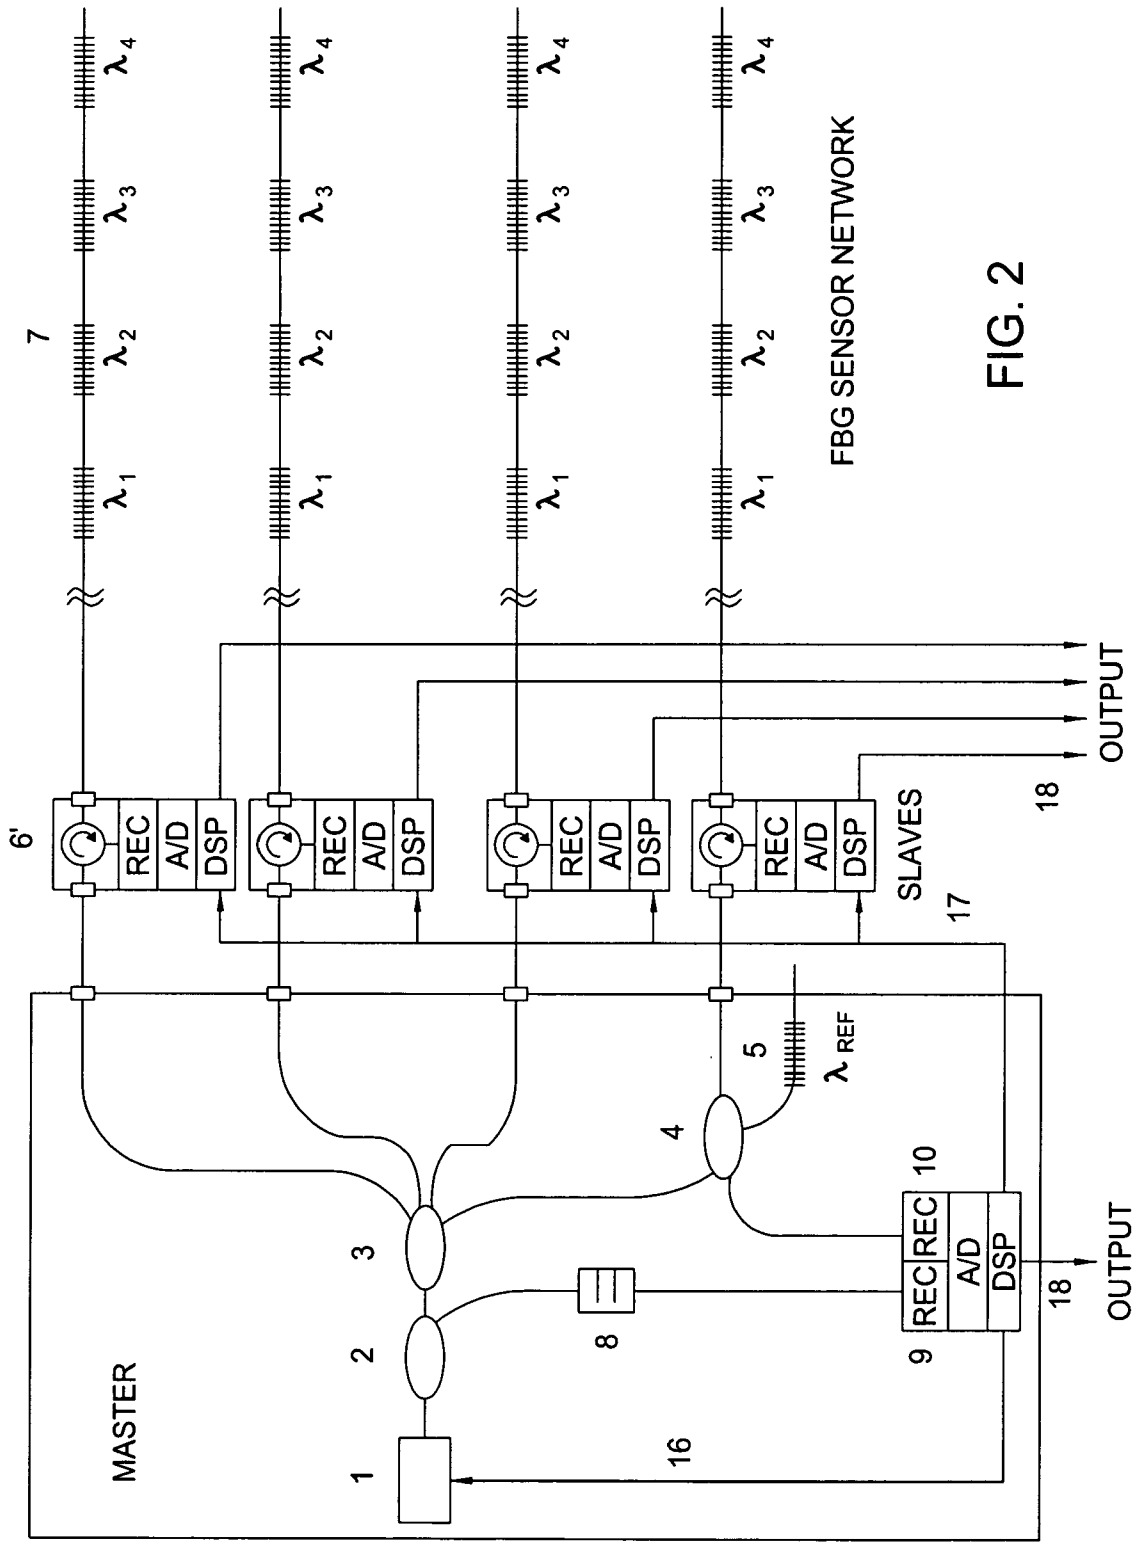 MASTER
1
2
3
4
5
λ REF
8
9
10
REC
REC
A/D
DSP
16
18
OUTPUT
17
6'
REC
A/D
DSP
REC
A/D
DSP
REC
A/D
DSP
REC
A/D
DSP
SLAVES
18
OUTPUT
7
λ1 λ2 λ3 λ4
λ1 λ2 λ3 λ4
λ1 λ2 λ3 λ4
λ1 λ2 λ3 λ4
FBG SENSOR NETWORK
FIG. 2